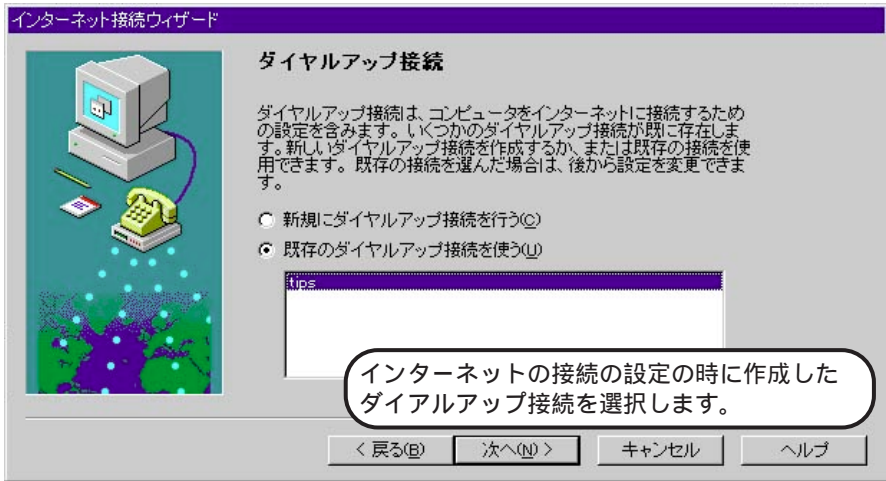 インターネット接続ウィザード
ダイヤルアップ接続
ダイヤルアップ接続は、コンピュータをインターネットに接続するため
の設定を含みます。いくつかのダイヤルアップ接続が既に存在しま
す。新しいダイヤルアップ接続を作成するか、または既存の接続を使
用できます。既存の接続を選んだ場合は、後から設定を変更できま
す。
新規にダイヤルアップ接続を行う(C)
既存のダイヤルアップ接続を使う(U)
tips
インターネットの接続の設定の時に作成した
ダイアルアップ接続を選択します。
< 戻る(B)
次へ(N) >
キャンセル
ヘルプ